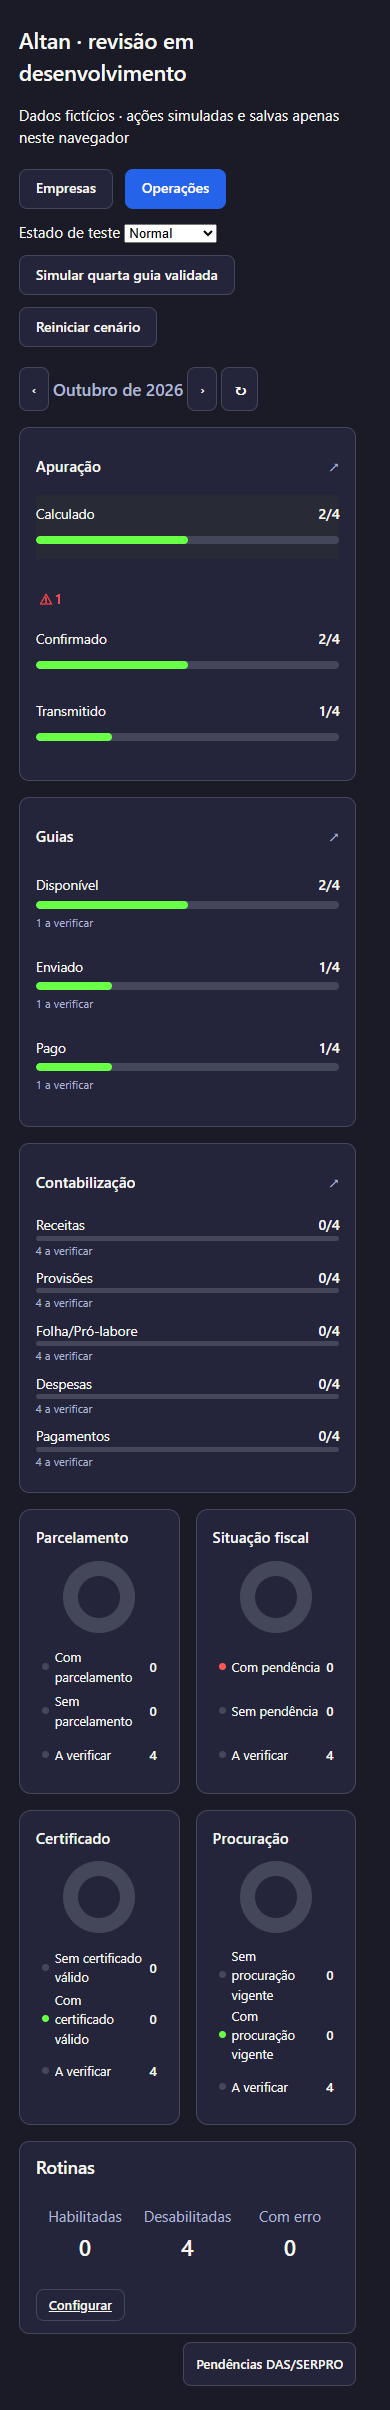 Altan · revisão em
desenvolvimento
Dados fictícios · ações simuladas e salvas apenas
neste navegador
Empresas
Operações
Estado de teste Normal
Simular quarta guia validada
Reiniciar cenário
‹ Outubro de 2026 › ↻
Apuração ↗
Calculado 2/4
⚠ 1
Confirmado 2/4
Transmitido 1/4
Guias ↗
Disponível 2/4
1 a verificar
Enviado 1/4
1 a verificar
Pago 1/4
1 a verificar
Contabilização ↗
Receitas 0/4
4 a verificar
Provisões 0/4
4 a verificar
Folha/Pró-labore 0/4
4 a verificar
Despesas 0/4
4 a verificar
Pagamentos 0/4
4 a verificar
Parcelamento
Com
parcelamento 0
Sem
parcelamento 0
A verificar 4
Situação fiscal
Com pendência 0
Sem pendência 0
A verificar 4
Certificado
Sem certificado
válido 0
Com
certificado 0
válido
A verificar 4
Procuração
Sem
procuração 0
vigente
Com
procuração 0
vigente
A verificar 4
Rotinas
Habilitadas Desabilitadas Com erro
0 4 0
Configurar
Pendências DAS/SERPRO